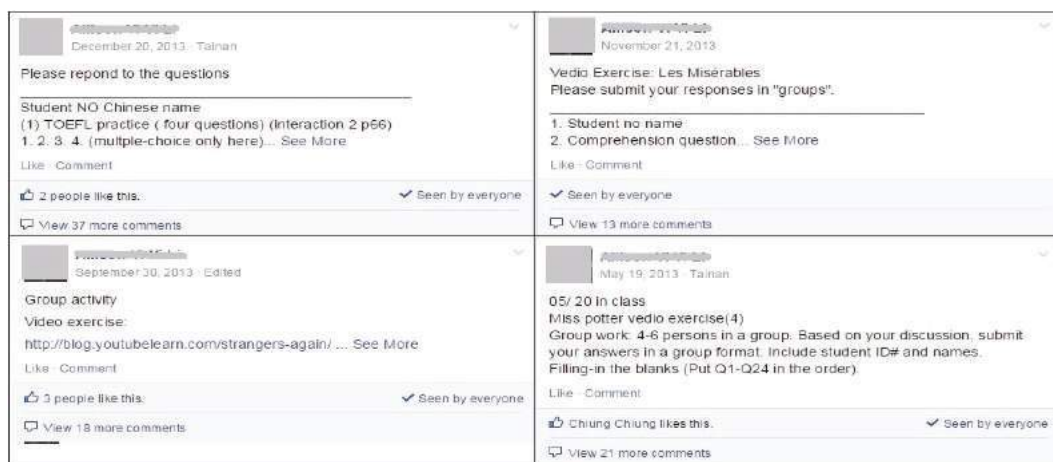 December 20, 2013 · Tainan
Please repond to the questions
Student NO Chinese name
(1) TOEFL practice ( four questions) (Interaction 2 p66)
1. 2. 3. 4. (multple-choice only here)... See More
Like · Comment
2 people like this.
Seen by everyone
View 37 more comments
November 21, 2013
Vedio Exercise: Les Misérables
Please submit your responses in "groups".
1. Student no name
2. Comprehension question... See More
Like · Comment
Seen by everyone
View 13 more comments
September 30, 2013 · Edited
Group activity
Video exercise:
http://blog.youtubelearn.com/strangers-again/ ... See More
Like · Comment
3 people like this.
Seen by everyone
View 18 more comments
May 19, 2013 · Tainan
05/ 20 in class
Miss potter vedio exercise(4)
Group work: 4-6 persons in a group. Based on your discussion, submit
your answers in a group format. Include student ID# and names.
Filling-in the blanks (Put Q1-Q24 in the order).
Like · Comment
Chiung Chiung likes this.
Seen by everyone
View 21 more comments